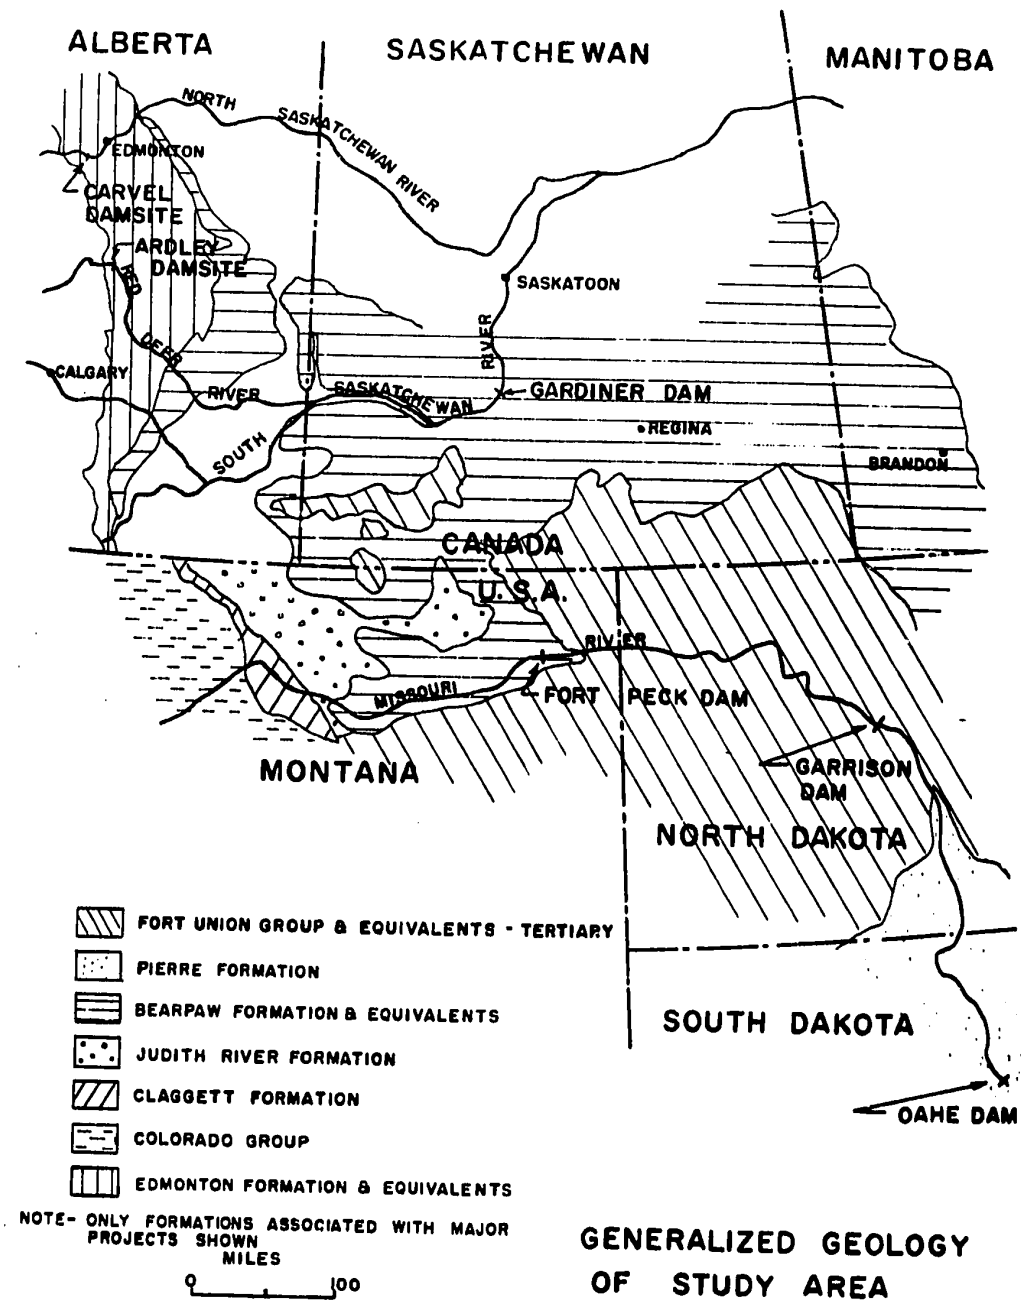 ALBERTA
SASKATCHEWAN
MANITOBA
NORTH
SASKATCHEWAN RIVER
EDMONTON
CARVEL
DAMSITE
ARDLEY
DAMSITE
RED
DEER
RIVER
SASKATOON
RIVER
CALGARY
SASKATCHEWAN
SOUTH
GARDINER DAM
REGINA
BRANDON
CANADA
U.S.A.
RIVER
MISSOURI
FORT PECK DAM
MONTANA
GARRISON
DAM
NORTH DAKOTA
FORT UNION GROUP & EQUIVALENTS - TERTIARY
PIERRE FORMATION
BEARPAW FORMATION & EQUIVALENTS
JUDITH RIVER FORMATION
CLAGGETT FORMATION
COLORADO GROUP
EDMONTON FORMATION & EQUIVALENTS
SOUTH DAKOTA
OAHE DAM
NOTE- ONLY FORMATIONS ASSOCIATED WITH MAJOR
PROJECTS SHOWN
MILES
0 100
GENERALIZED GEOLOGY
OF STUDY AREA